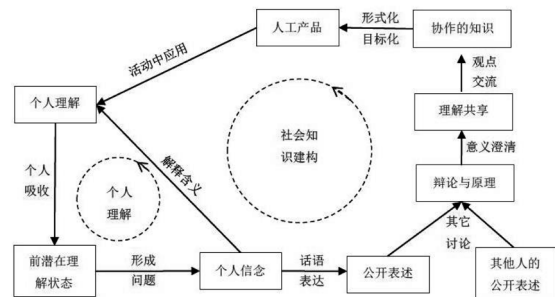 人工产品
形式化
目标化
协作的知识
活动中应用
观点
交流
个人理解
理解共享
社会知
识建构
意义澄清
解释含义
个人
吸收
个人
理解
辩论与原理
其它
讨论
前潜在理
解状态
形成
问题
个人信念
话语
表达
公开表述
其他人的
公开表述